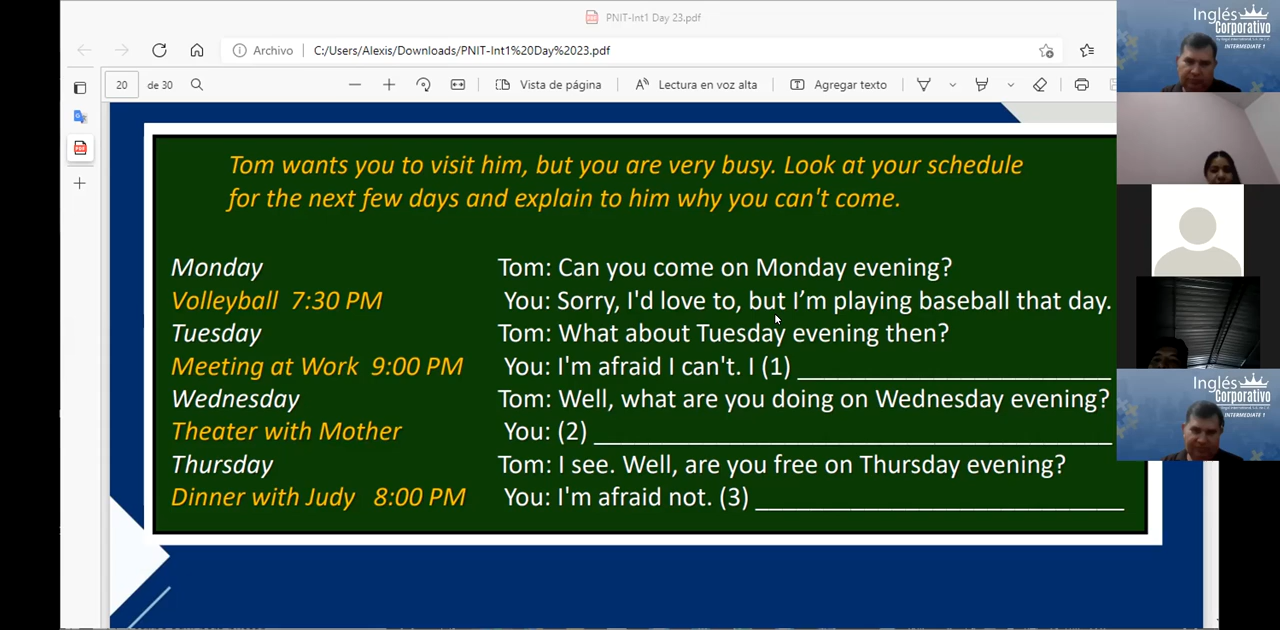 PNIT-Int1 Day 23.pdf
Archivo | C:/Users/Alexis/Downloads/PNIT-Int1%20Day%2023.pdf
20 de 30 Vista de página Lectura en voz alta Agregar texto
Tom wants you to visit him, but you are very busy. Look at your schedule
for the next few days and explain to him why you can't come.
Monday
Volleyball 7:30 PM
Tuesday
Meeting at Work 9:00 PM
Wednesday
Theater with Mother
Thursday
Dinner with Judy 8:00 PM
Tom: Can you come on Monday evening?
You: Sorry, I'd love to, but I’m playing baseball that day.
Tom: What about Tuesday evening then?
You: I'm afraid I can't. I (1) ____________________________
Tom: Well, what are you doing on Wednesday evening?
You: (2) ______________________________________________
Tom: I see. Well, are you free on Thursday evening?
You: I'm afraid not. (3) _________________________________
Inglés
Corporativo
INTERMEDIATE 1
Inglés
Corporativo
INTERMEDIATE 1